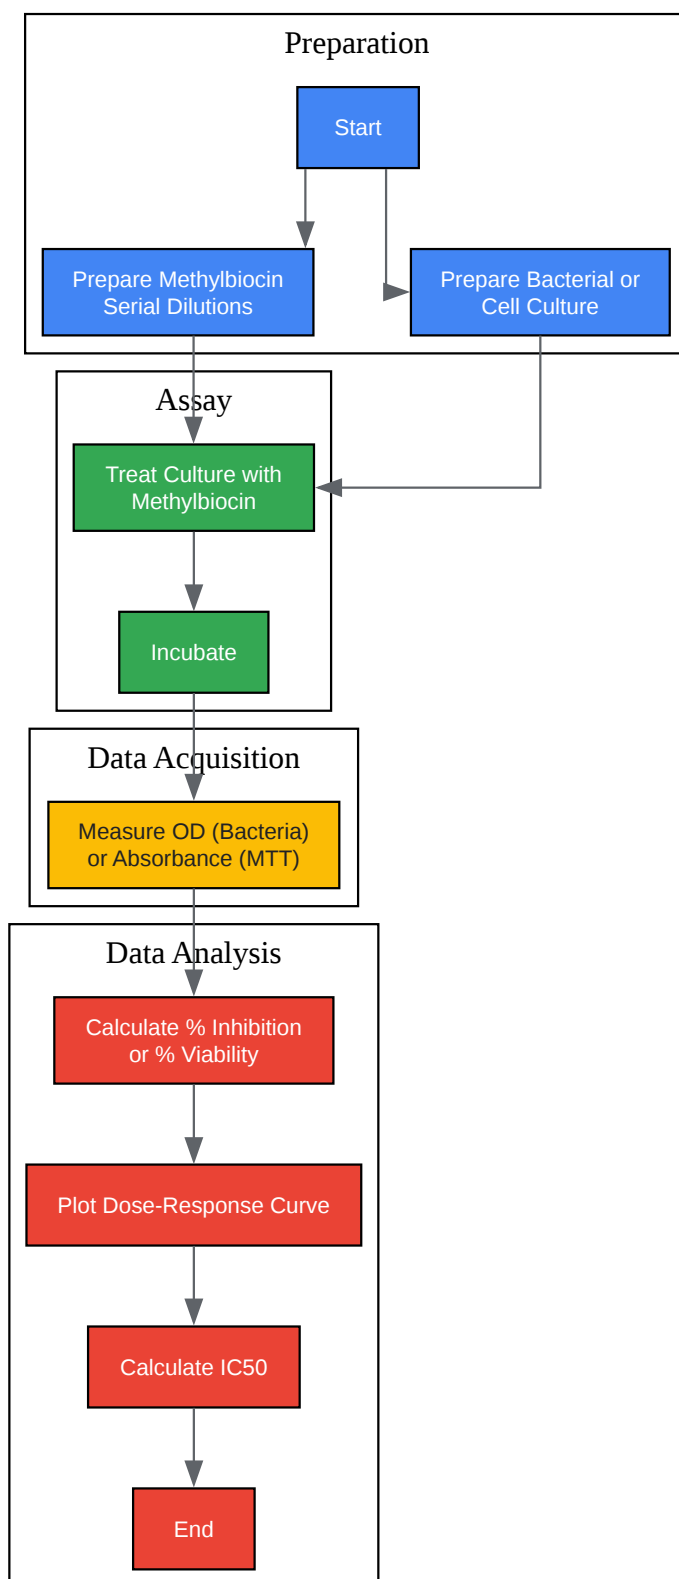 Preparation
Start
Prepare Methylbiocin
Serial Dilutions
Prepare Bacterial or
Cell Culture
Assay
Treat Culture with
Methylbiocin
Incubate
Data Acquisition
Measure OD (Bacteria)
or Absorbance (MTT)
Data Analysis
Calculate % Inhibition
or % Viability
Plot Dose-Response Curve
Calculate IC50
End